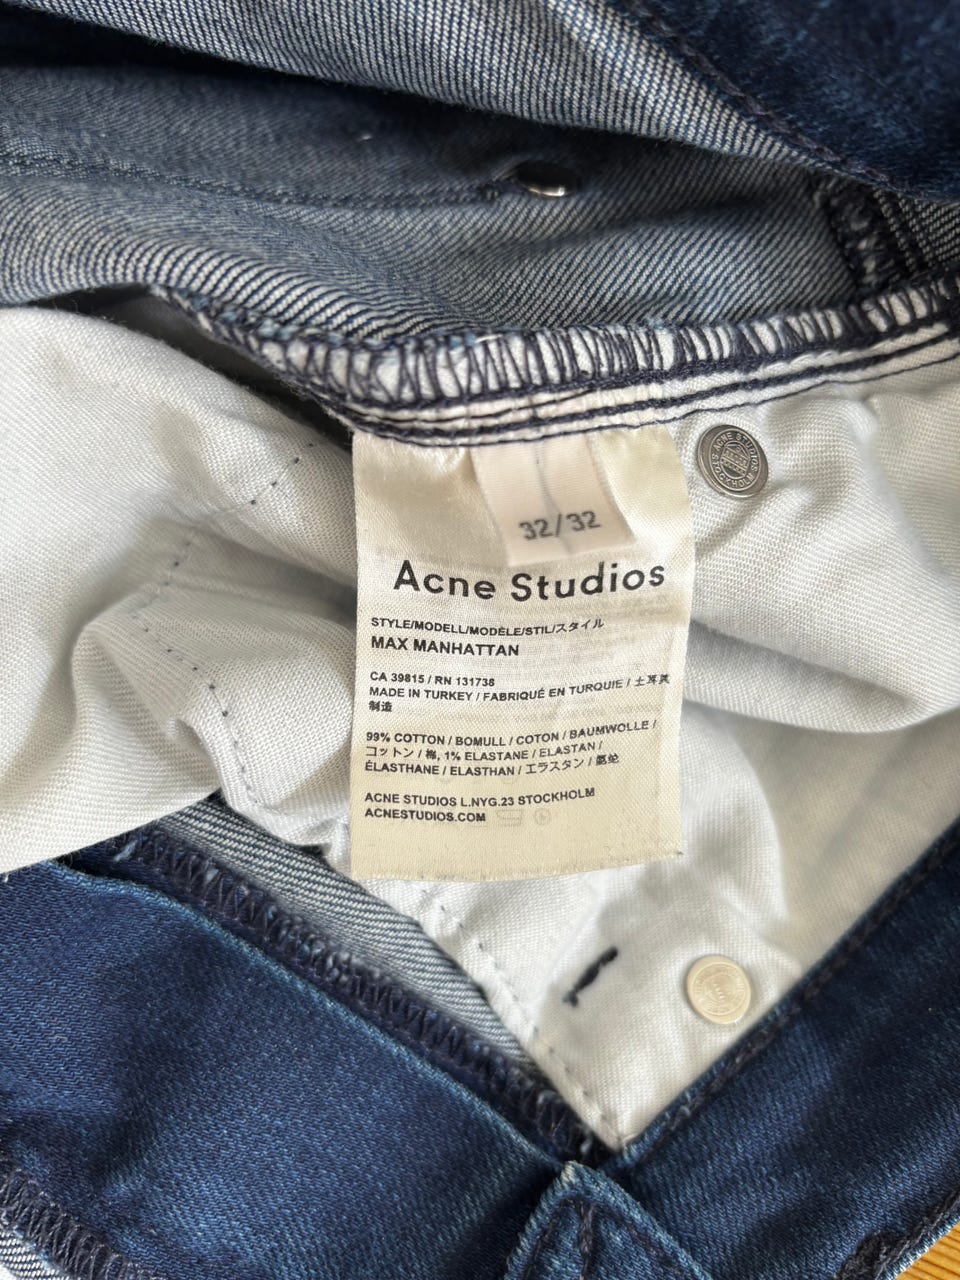 32/32
Acne Studios
STYLE/MODELL/MODÈLE/STIL/スタイル
MAX MANHATTAN
CA 39815 / RN 131738
MADE IN TURKEY / FABRIQUÉ EN TURQUIE / 土耳其
制造
99% COTTON / BOMULL / COTON / BAUMWOLLE /
コットン / 棉, 1% ELASTANE / ELASTAN /
ÉLASTHANE / ELASTHAN / エラスタン / 氨纶
ACNE STUDIOS L.NYG.23 STOCKHOLM
ACNESTUDIOS.COM
ACNE STUDIOS
STOCKHOLM